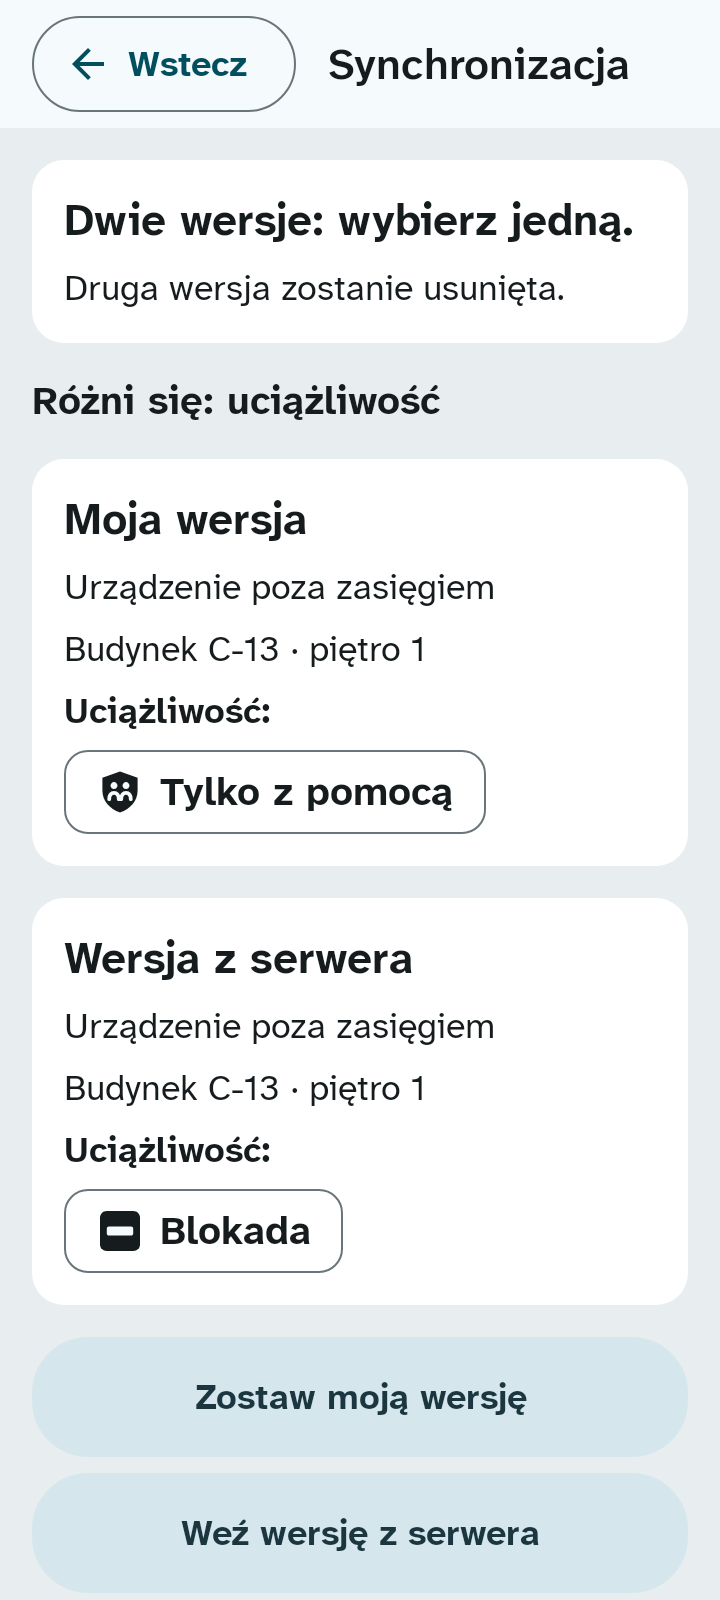 Wstecz
Synchronizacja
Dwie wersje: wybierz jedną.
Druga wersja zostanie usunięta.
Różni się: uciążliwość
Moja wersja
Urządzenie poza zasięgiem
Budynek C-13 · piętro 1
Uciążliwość:
Tylko z pomocą
Wersja z serwera
Urządzenie poza zasięgiem
Budynek C-13 · piętro 1
Uciążliwość:
Blokada
Zostaw moją wersję
Weź wersję z serwera